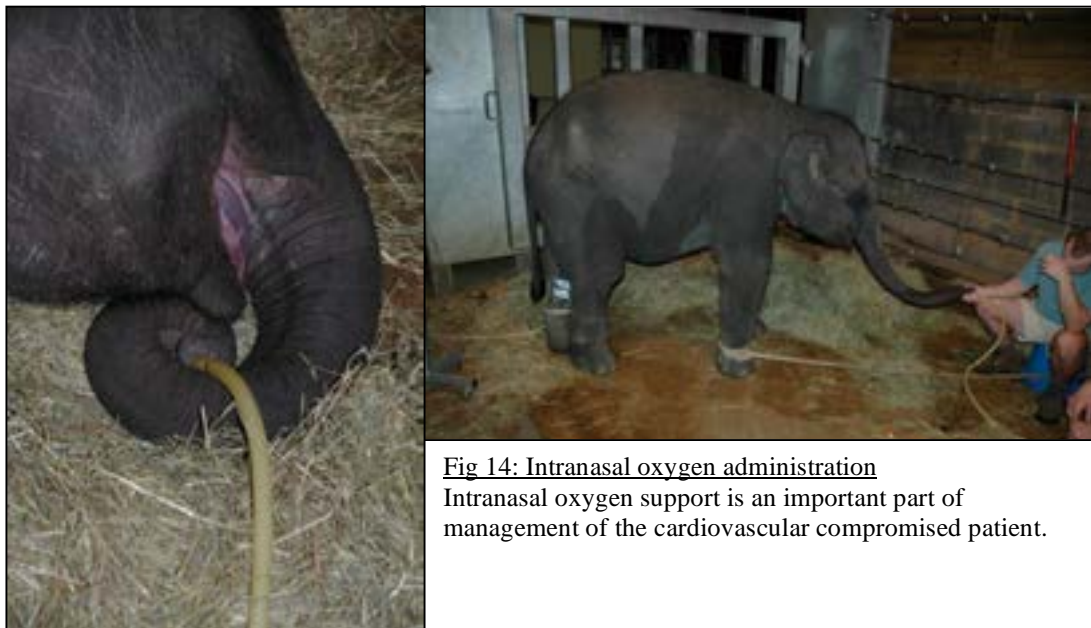 Fig 14: Intranasal oxygen administration
Intranasal oxygen support is an important part of
management of the cardiovascular compromised patient.